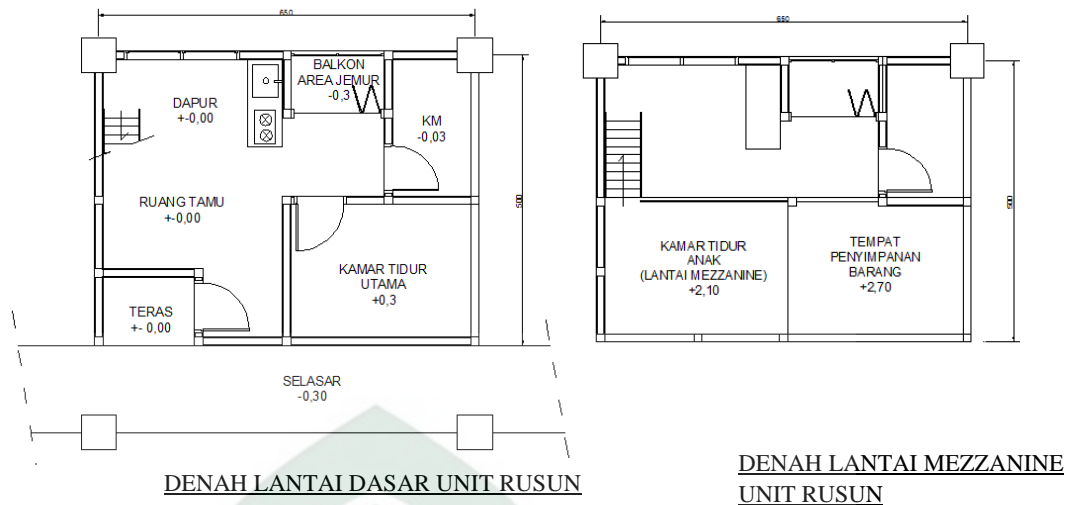 650
BALKON
AREA JEMUR
-0,3
DAPUR
+-0,00
KM
-0,03
500
RUANG TAMU
+-0,00
KAMAR TIDUR
UTAMA
+0,3
TERAS
+- 0,00
SELASAR
-0,30
DENAH LANTAI DASAR UNIT RUSUN
650
500
KAMAR TIDUR
ANAK
(LANTAI MEZZANINE)
+2,10
TEMPAT
PENYIMPANAN
BARANG
+2,70
DENAH LANTAI MEZZANINE
UNIT RUSUN